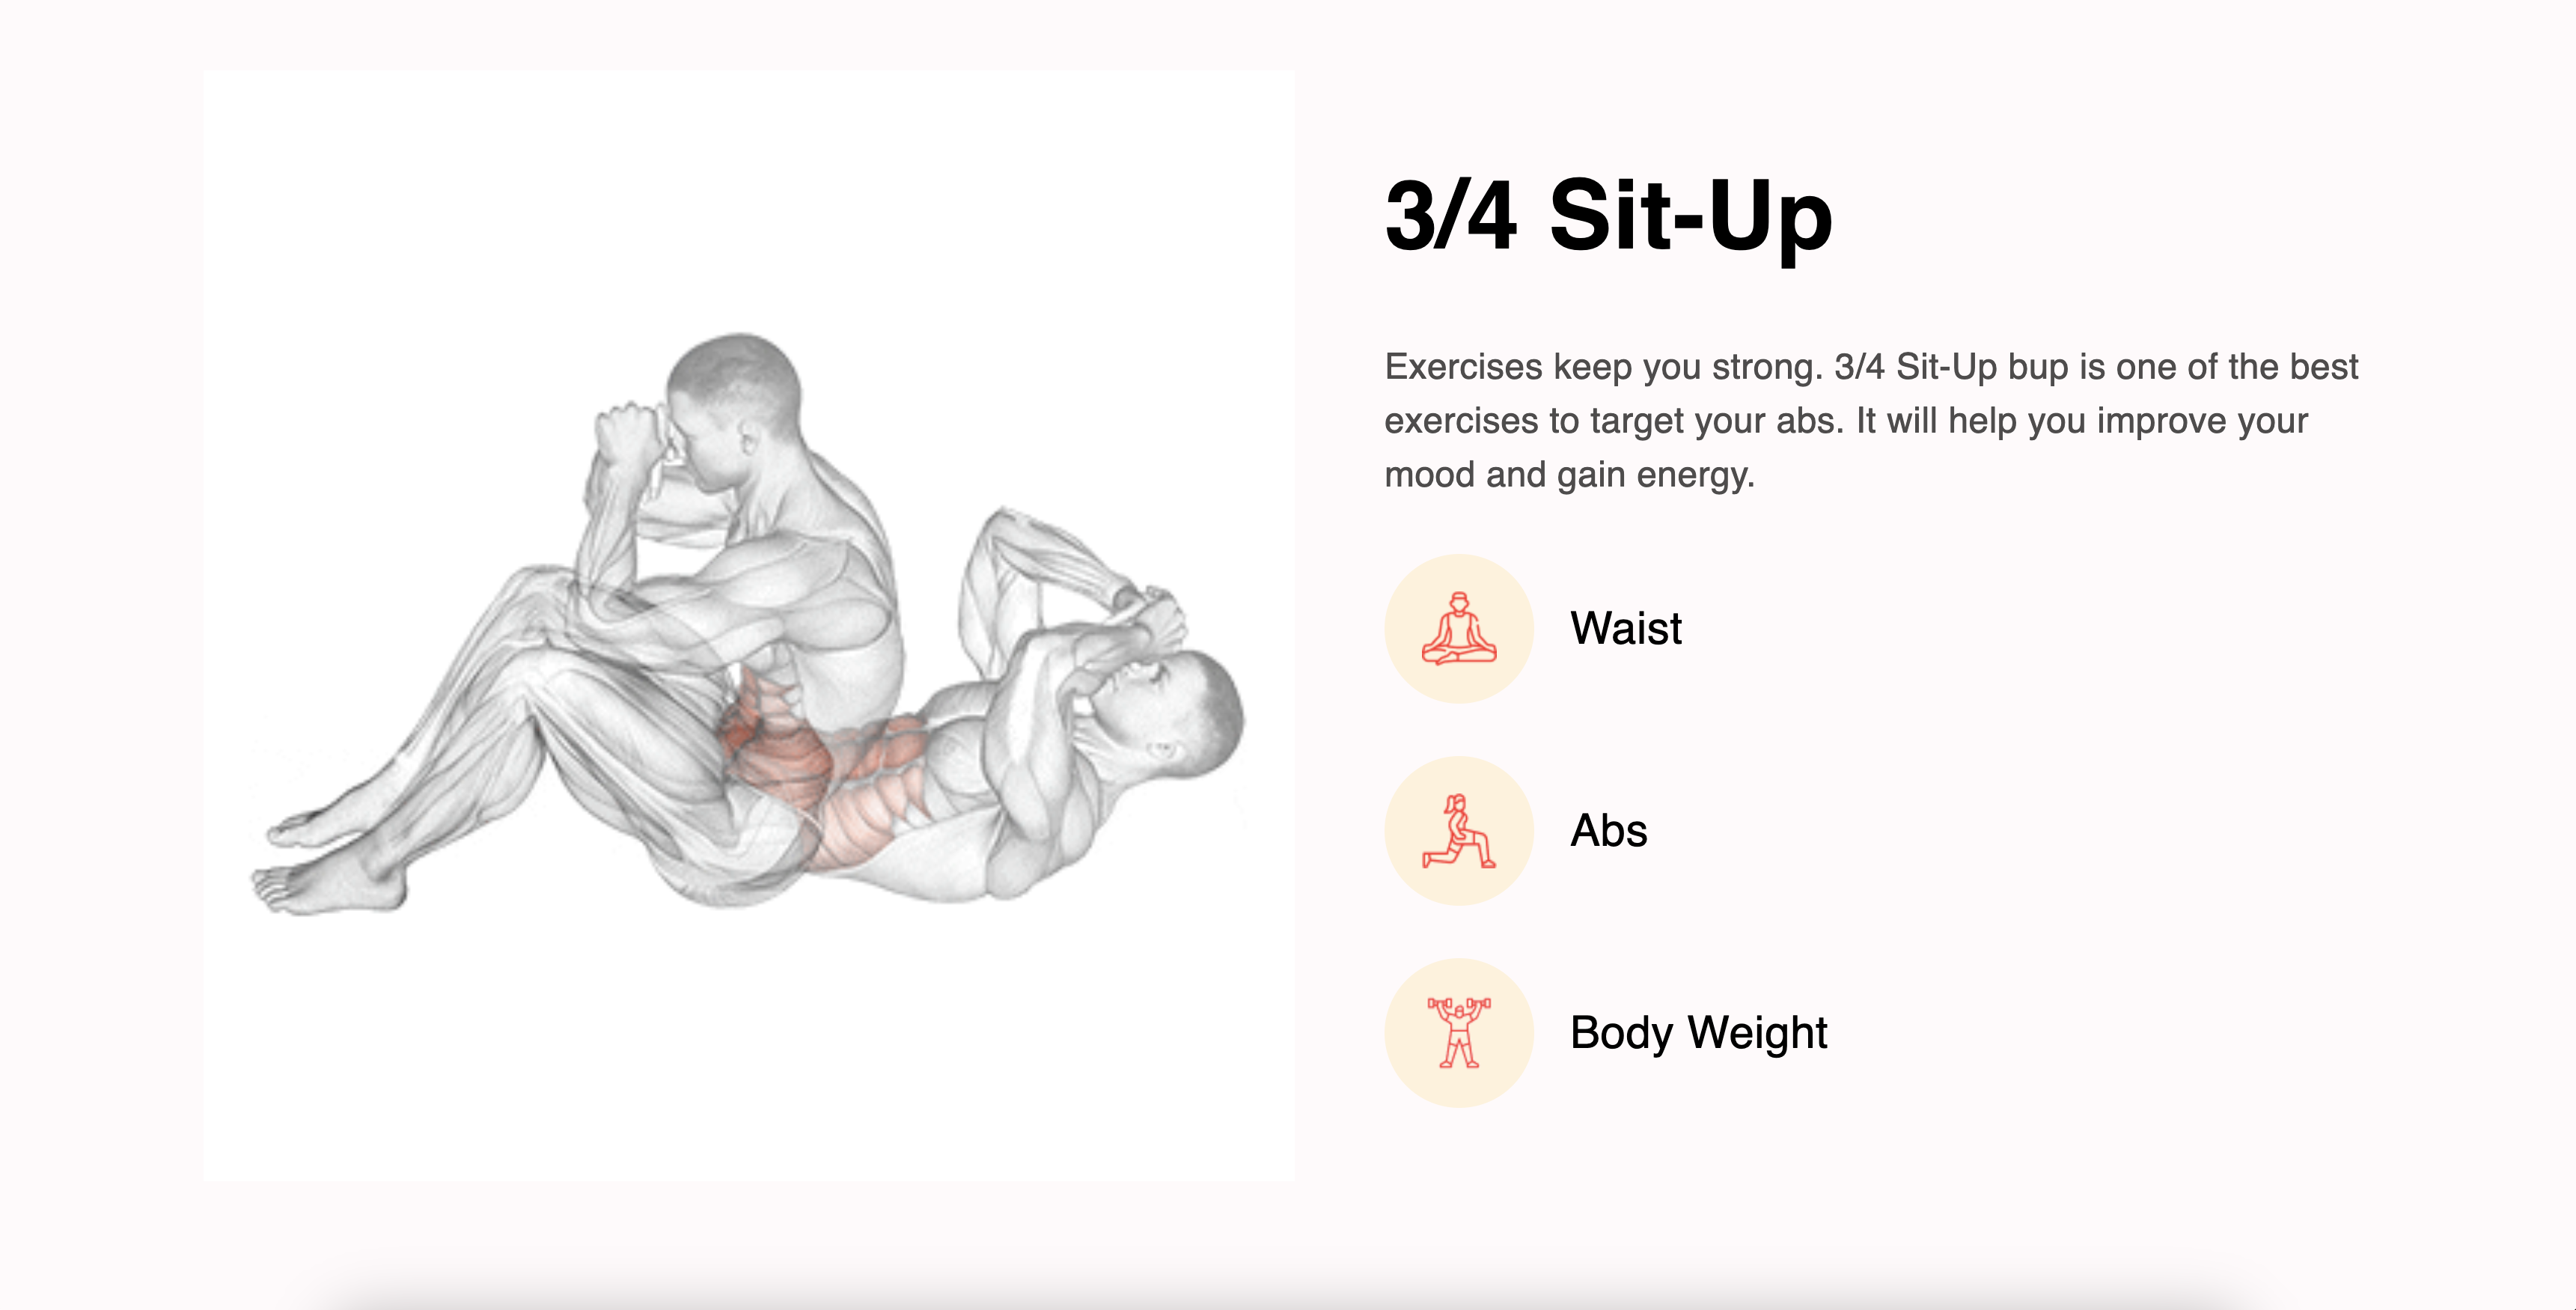 3/4 Sit-Up
Exercises keep you strong. 3/4 Sit-Up bup is one of the best
exercises to target your abs. It will help you improve your
mood and gain energy.
Waist
Abs
Body Weight